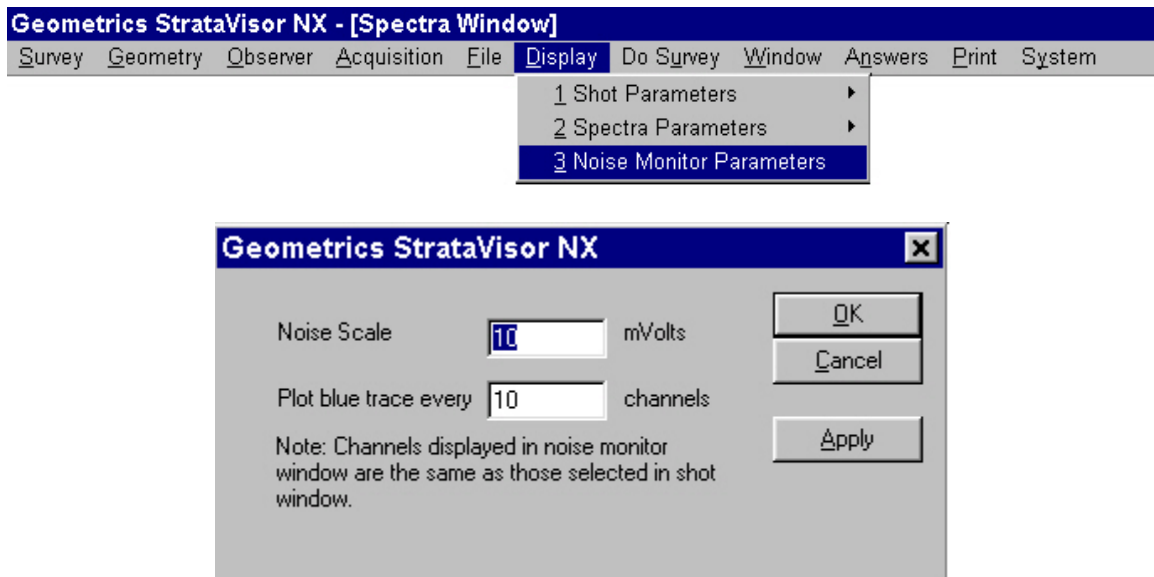 Geometrics StrataVisor NX - [Spectra Window]
Survey Geometry Observer Acquisition File Display Do Survey Window Answers Print System
1 Shot Parameters
2 Spectra Parameters
3 Noise Monitor Parameters
Geometrics StrataVisor NX
Noise Scale 10 mVolts
OK
Cancel
Plot blue trace every 10 channels
Apply
Note: Channels displayed in noise monitor
window are the same as those selected in shot
window.